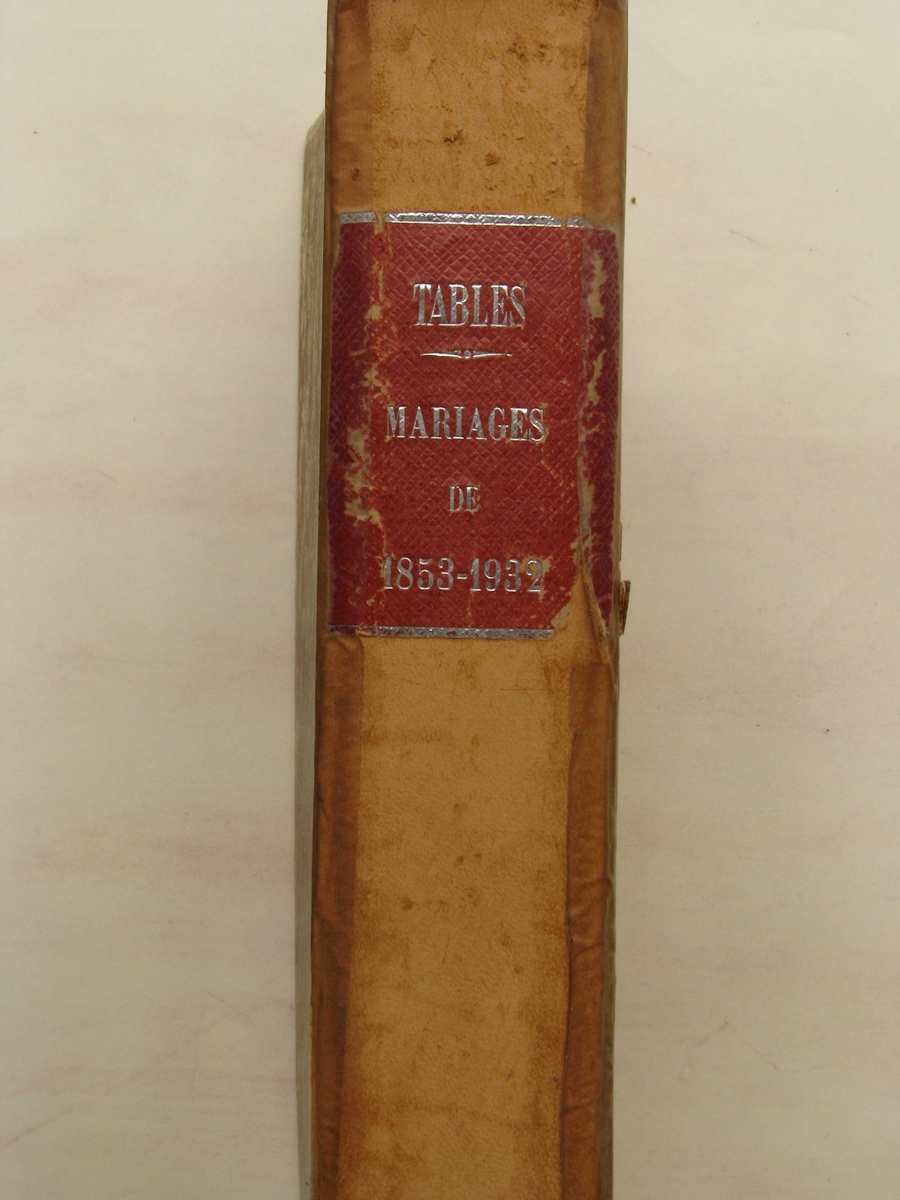 TABLES
MARIAGES
DE
1853-1932